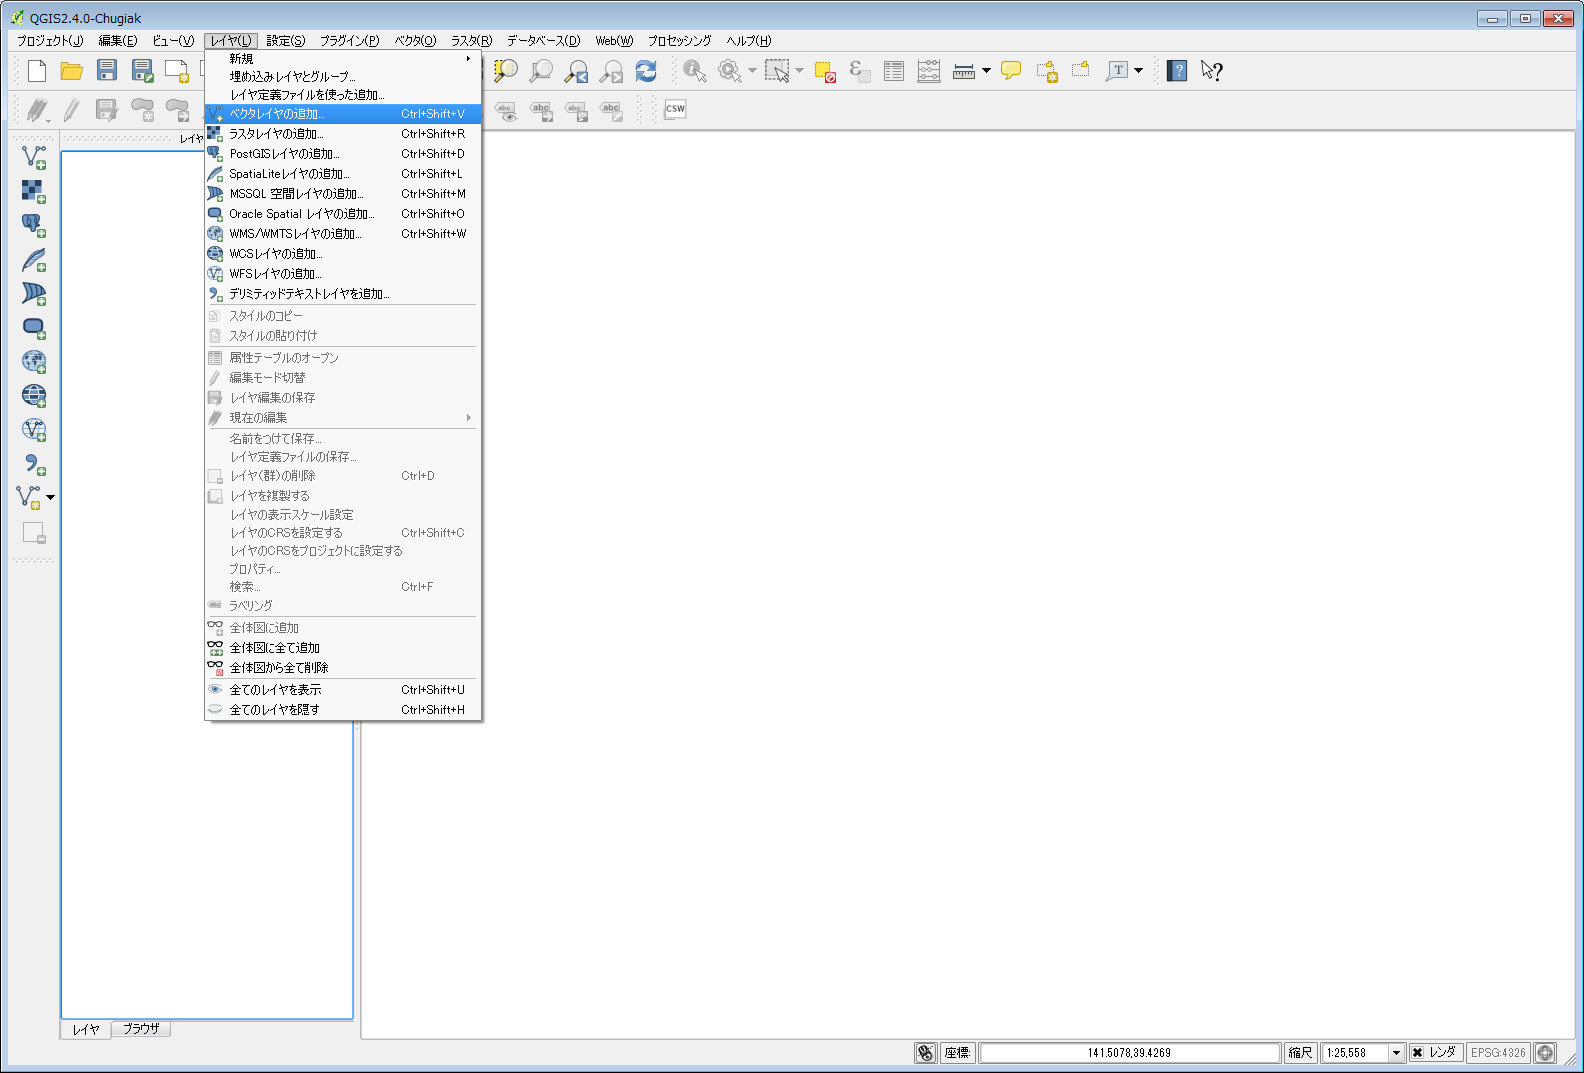 QGIS2.4.0-Chugiak
プロジェクト(J) 編集(E) ビュー(V) レイヤ(L) 設定(S) プラグイン(P) ベクタ(O) ラスタ(R) データベース(D) Web(W) プロセッシング ヘルプ(H)
新規
埋め込みレイヤとグループ...
レイヤ定義ファイルを使った追加...
ベクタレイヤの追加... Ctrl+Shift+V
ラスタレイヤの追加... Ctrl+Shift+R
PostGISレイヤの追加... Ctrl+Shift+D
SpatiaLiteレイヤの追加... Ctrl+Shift+L
MSSQL 空間レイヤの追加... Ctrl+Shift+M
Oracle Spatial レイヤの追加... Ctrl+Shift+O
WMS/WMTSレイヤの追加... Ctrl+Shift+W
WCSレイヤの追加...
WFSレイヤの追加...
デリミティッドテキストレイヤを追加...
スタイルのコピー
スタイルの貼り付け
属性テーブルのオープン
編集モード切替
レイヤ編集の保存
現在の編集
名前をつけて保存...
レイヤ定義ファイルの保存...
レイヤ(群)の削除 Ctrl+D
レイヤを複製する
レイヤの表示スケール設定
レイヤのCRSを設定する Ctrl+Shift+C
レイヤのCRSをプロジェクトに設定する
プロパティ...
検索... Ctrl+F
ラベリング
全体図に追加
全体図に全て追加
全体図から全て削除
全てのレイヤを表示 Ctrl+Shift+U
全てのレイヤを隠す Ctrl+Shift+H
abc abc abc abc CSW
レイヤ
レイヤ ブラウザ
座標: 141.5078,39.4269 縮尺 1:25,558 レンダ EPSG:4326